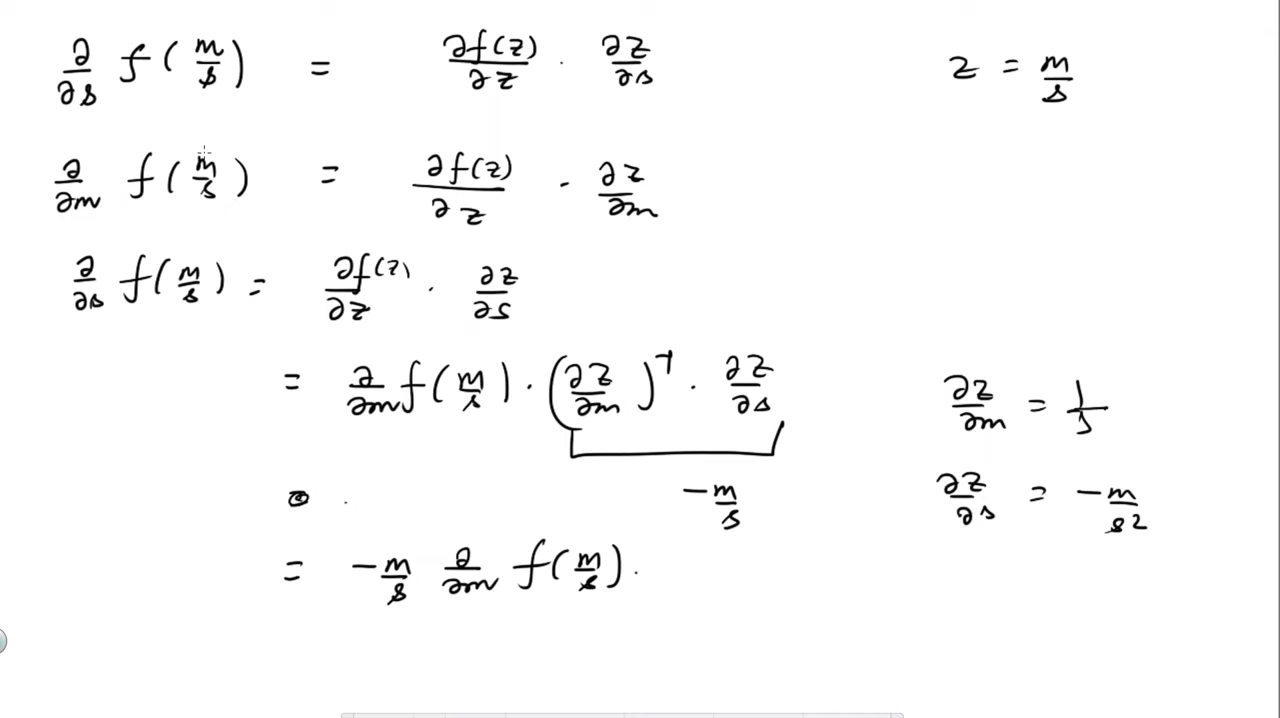 ∂/∂s f(m/s) = ∂f(z)/∂z · ∂z/∂s    z = m/s
∂/∂m f(m/s) = ∂f(z)/∂z · ∂z/∂m
∂/∂s f(m/s) = ∂f(z)/∂z · ∂z/∂s
= ∂/∂m f(m/s) · (∂z/∂m)⁻¹ · ∂z/∂s    ∂z/∂m = 1/s
-m/s    ∂z/∂s = -m/s²
= -m/s ∂/∂m f(m/s).